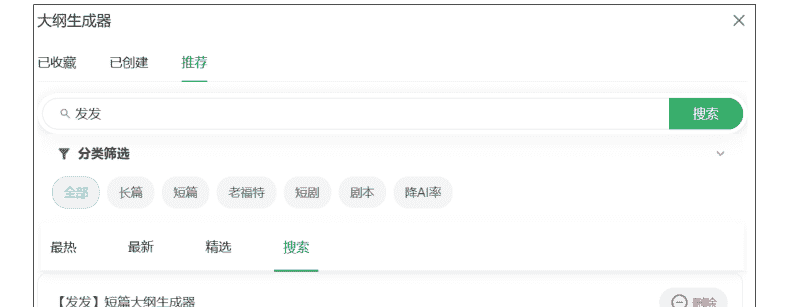 大纲生成器
已收藏 已创建 推荐
发发 搜索
分类筛选
全部 长篇 短篇 老福特 短剧 剧本 降AI率
最热 最新 精选 搜索
【发发】短篇大纲生成器 删除